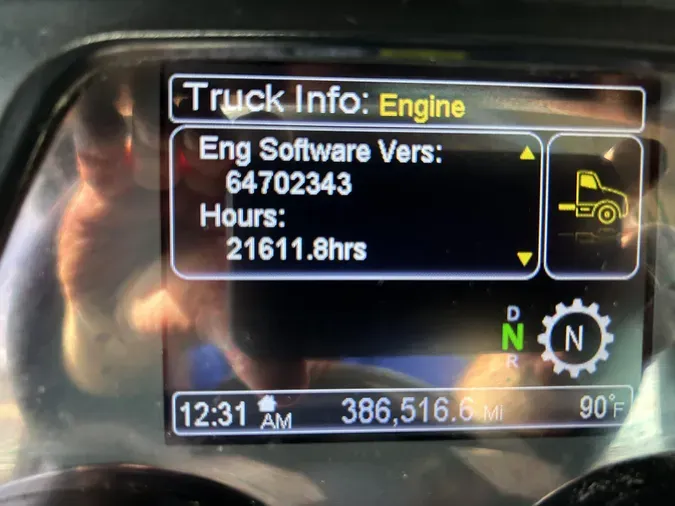 Truck Info: Engine
Eng Software Vers:
64702343
Hours:
21611.8hrs
D
N
R
N
12:31 AM 386,516.6 Mi 90°F